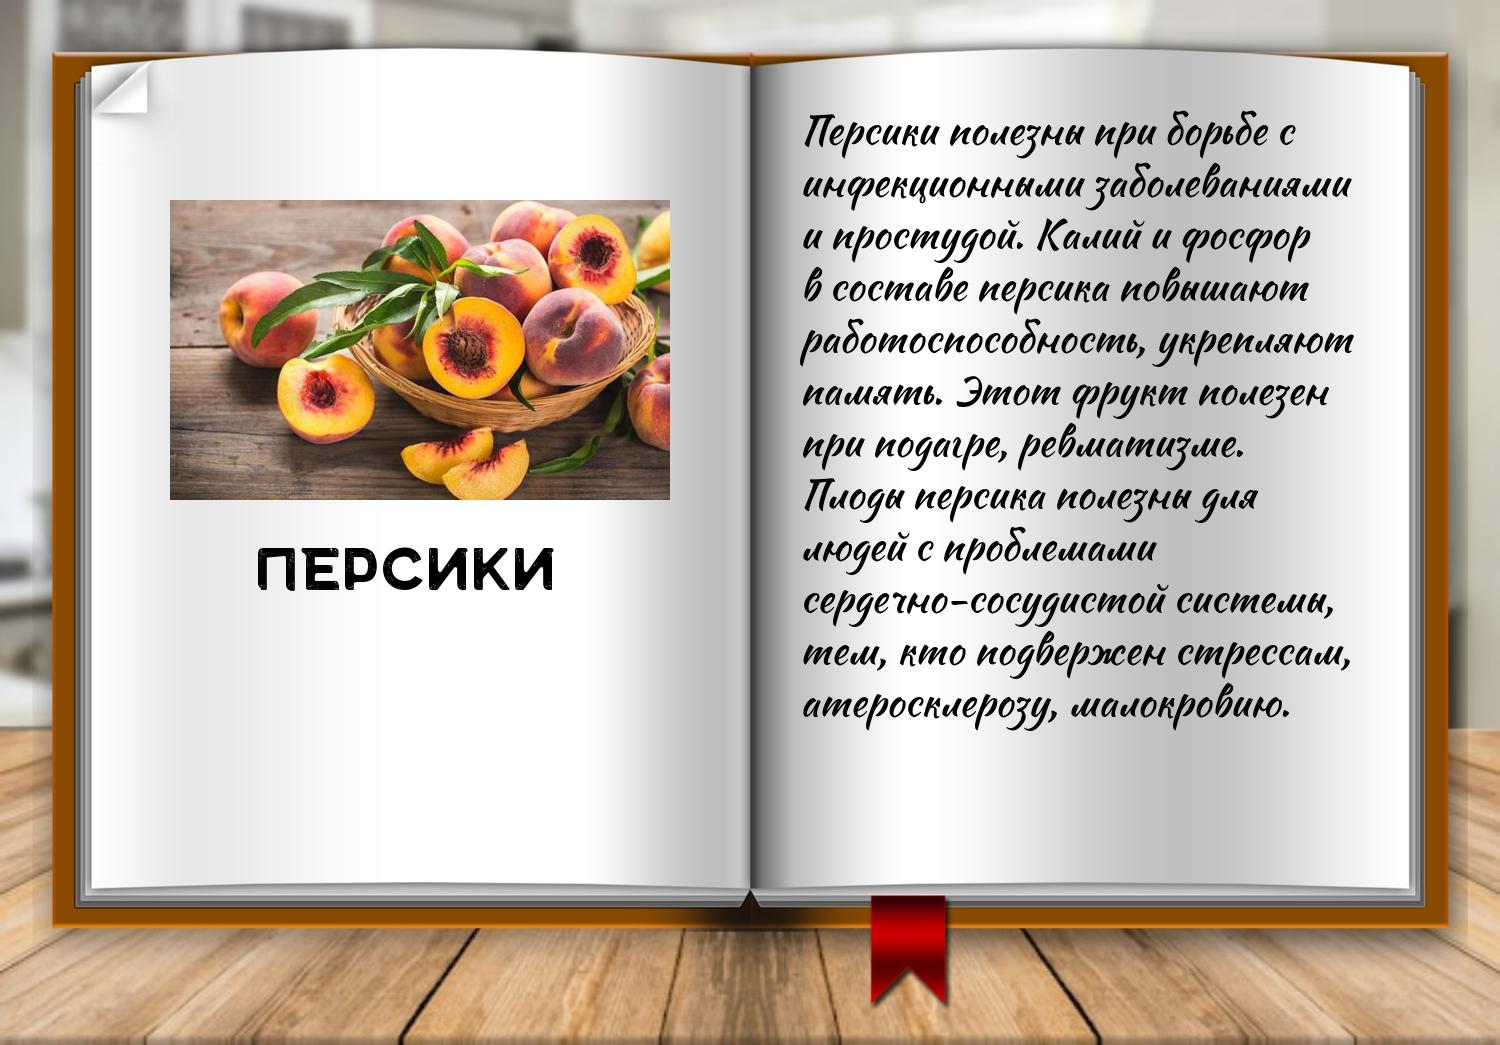 ПЕРСИКИ
Персики полезны при борьбе с
инфекционными заболеваниями
и простудой. Калий и фосфор
в составе персика повышают
работоспособность, укрепляют
память. Этот фрукт полезен
при подагре, ревматизме.
Плоды персика полезны для
людей с проблемами
сердечно-сосудистой системы,
тем, кто подвержен стрессам,
атеросклерозу, малокровию.